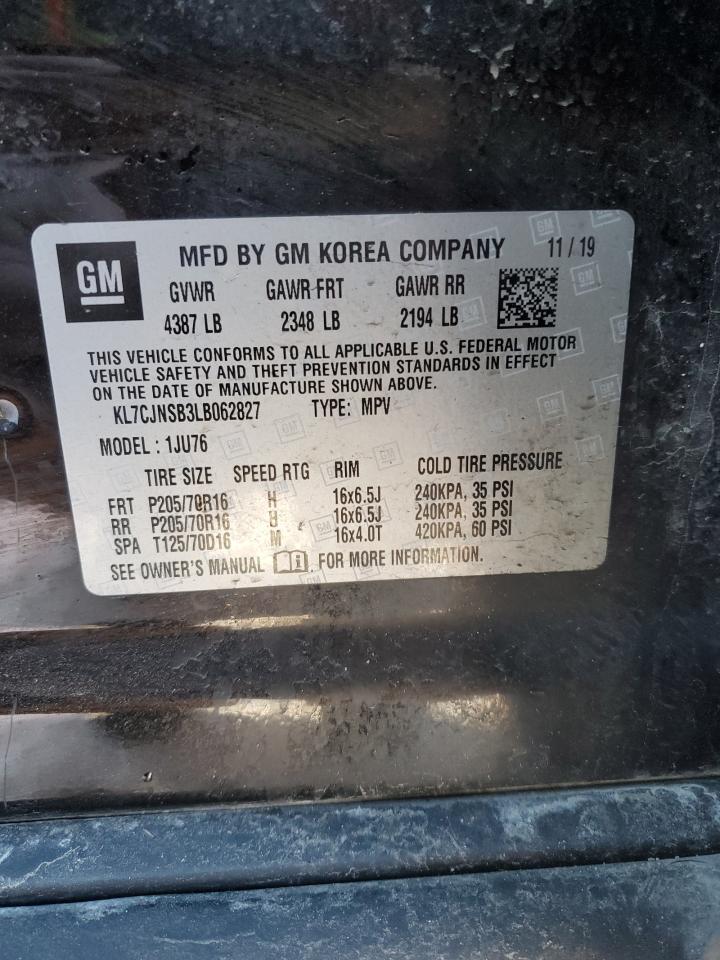 GM
MFD BY GM KOREA COMPANY 11 / 19
GVWR GAWR FRT GAWR RR
4387 LB 2348 LB 2194 LB
THIS VEHICLE CONFORMS TO ALL APPLICABLE U.S. FEDERAL MOTOR
VEHICLE SAFETY AND THEFT PREVENTION STANDARDS IN EFFECT
ON THE DATE OF MANUFACTURE SHOWN ABOVE.
KL7CJNSB3LB062827 TYPE: MPV
MODEL : 1JU76
TIRE SIZE SPEED RTG RIM COLD TIRE PRESSURE
FRT P205/70R16 H 16x6.5J 240KPA, 35 PSI
RR P205/70R16 H 16x6.5J 240KPA, 35 PSI
SPA T125/70D16 M 16x4.0T 420KPA, 60 PSI
SEE OWNER'S MANUAL FOR MORE INFORMATION.